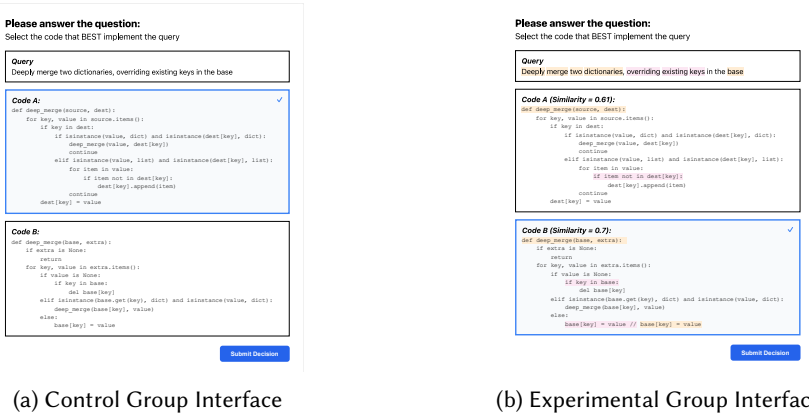 Please answer the question:
Select the code that BEST implement the query
Query
Deeply merge two dictionaries, overriding existing keys in the base
Code A:
def deep_merge(source, dest):
for key, value in source.items():
if key in dest:
if isinstance(value, dict) and isinstance(dest[key], dict):
deep_merge(value, dest[key])
continue
elif isinstance(value, list) and isinstance(dest[key], list):
for item in value:
if item not in dest[key]:
dest[key].append(item)
continue
dest[key] = value
Code B:
def deep_merge(base, extra):
if extra is None:
return
for key, value in extra.items():
if value is None:
if key in base:
del base[key]
elif isinstance(base.get(key), dict) and isinstance(value, dict):
deep_merge(base[key], value)
else:
base[key] = value
Submit Decision
(a) Control Group Interface
Please answer the question:
Select the code that BEST implement the query
Query
Deeply merge two dictionaries, overriding existing keys in the base
Code A (Similarity = 0.61):
def deep_merge(source, dest):
for key, value in source.items():
if key in dest:
if isinstance(value, dict) and isinstance(dest[key], dict):
deep_merge(value, dest[key])
continue
elif isinstance(value, list) and isinstance(dest[key], list):
for item in value:
if item not in dest[key]:
dest[key].append(item)
continue
dest[key] = value
Code B (Similarity = 0.7):
def deep_merge(base, extra):
if extra is None:
return
for key, value in extra.items():
if value is None:
if key in base:
del base[key]
elif isinstance(base.get(key), dict) and isinstance(value, dict):
deep_merge(base[key], value)
else:
base[key] = value // base[key] = value
Submit Decision
(b) Experimental Group Interfac